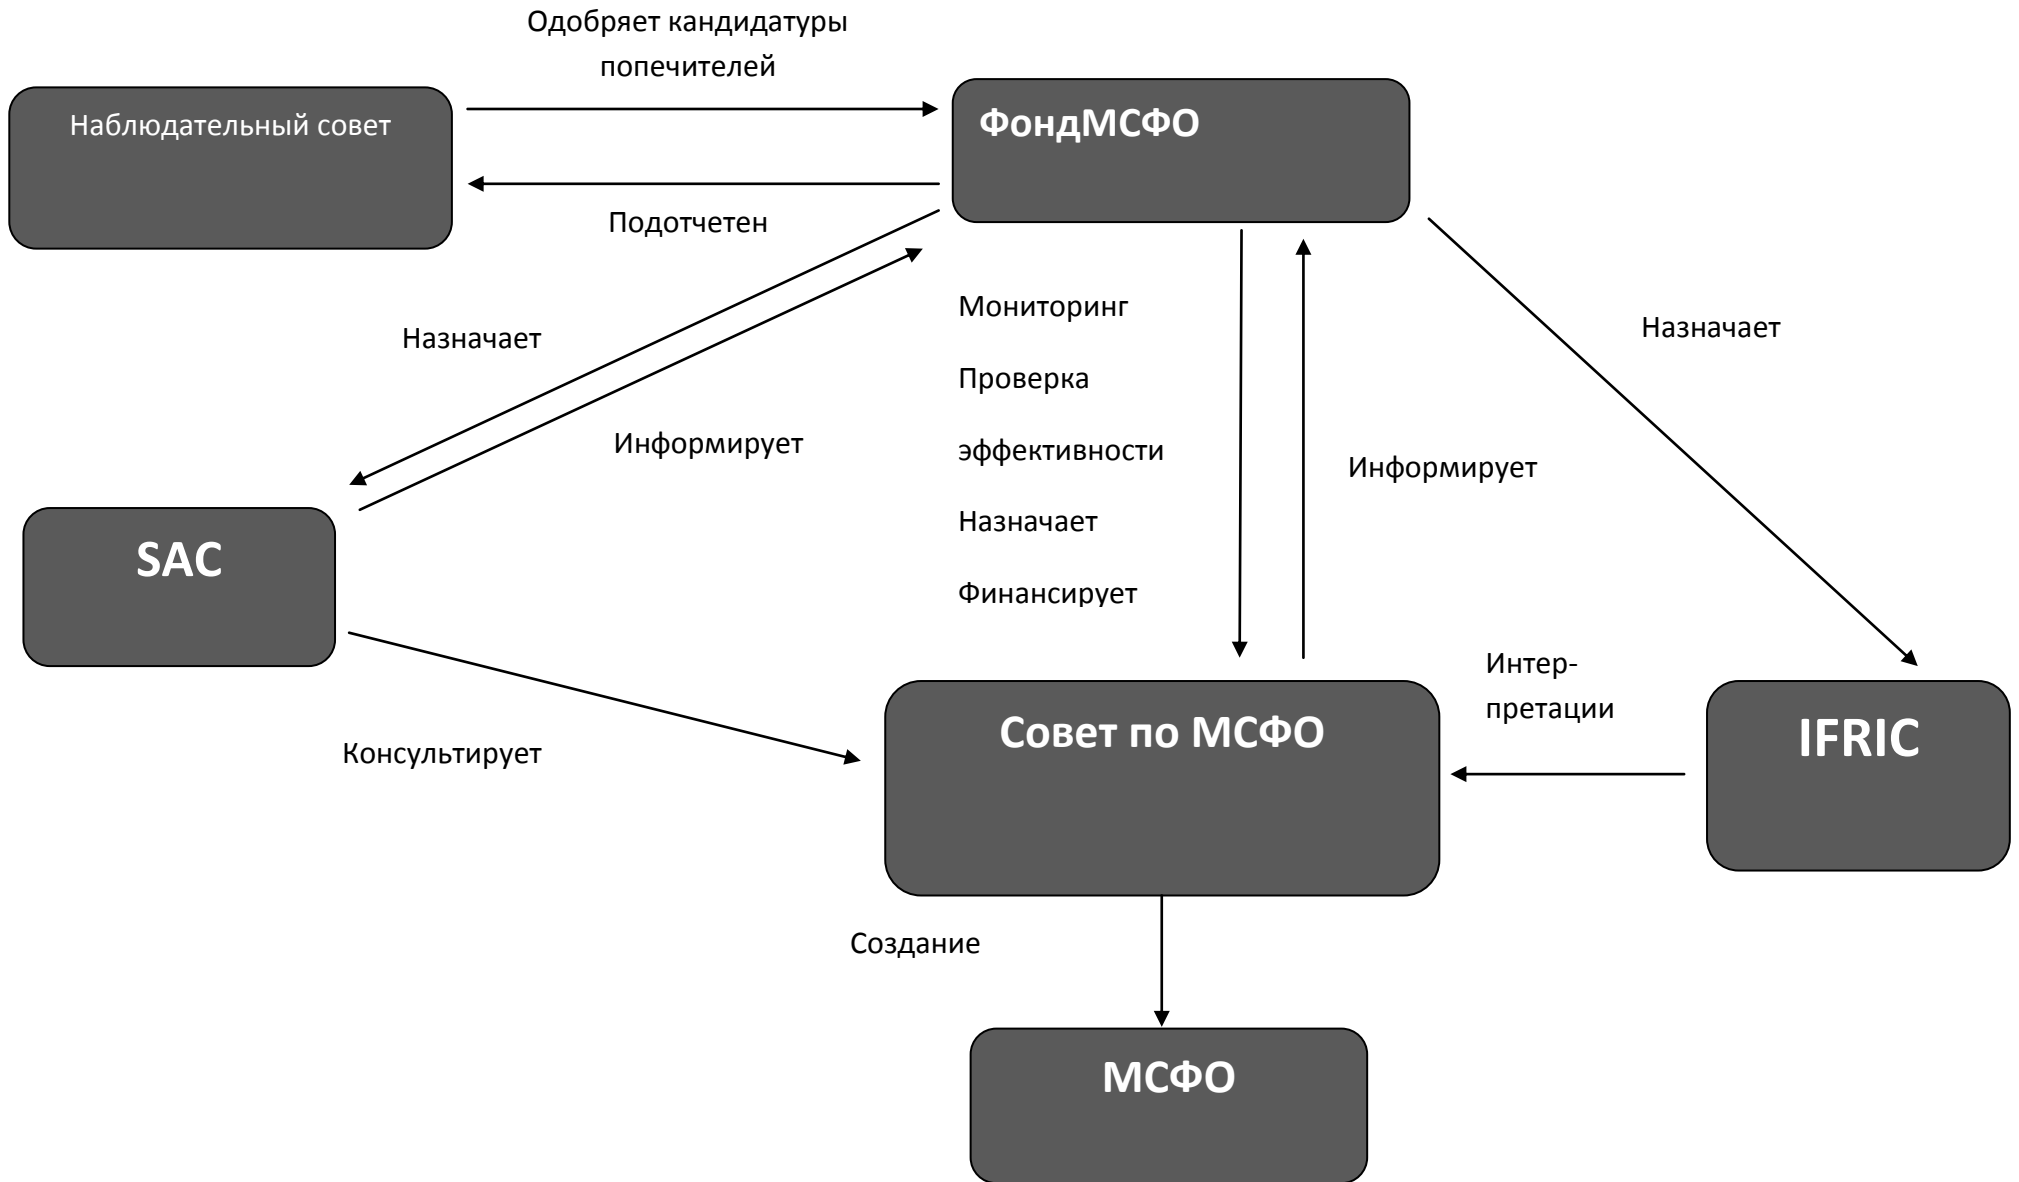 Одобряет кандидатуры
попечителей
Наблюдательный совет
ФондМСФО
Подотчетен
Назначает
Информирует
Мониторинг
Проверка
эффективности
Назначает
Финансирует
Информирует
Назначает
SAC
Консультирует
Интер-
претации
Совет по МСФО
IFRIC
Создание
МСФО